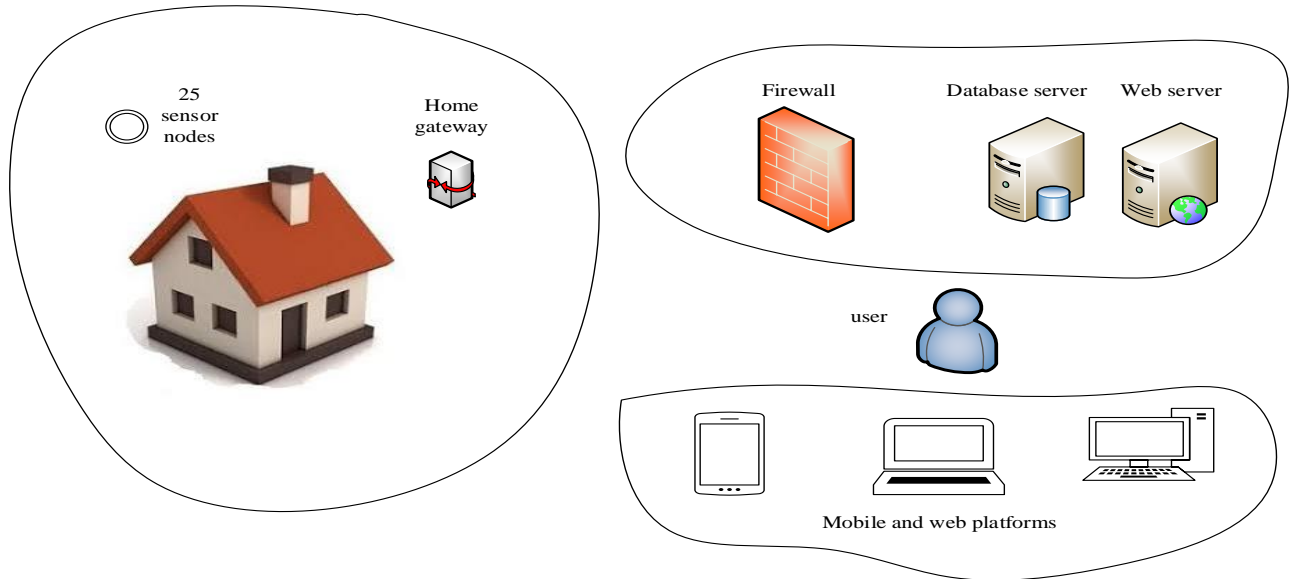 25
sensor
nodes
Home
gateway
Firewall
Database server
Web server
user
Mobile and web platforms